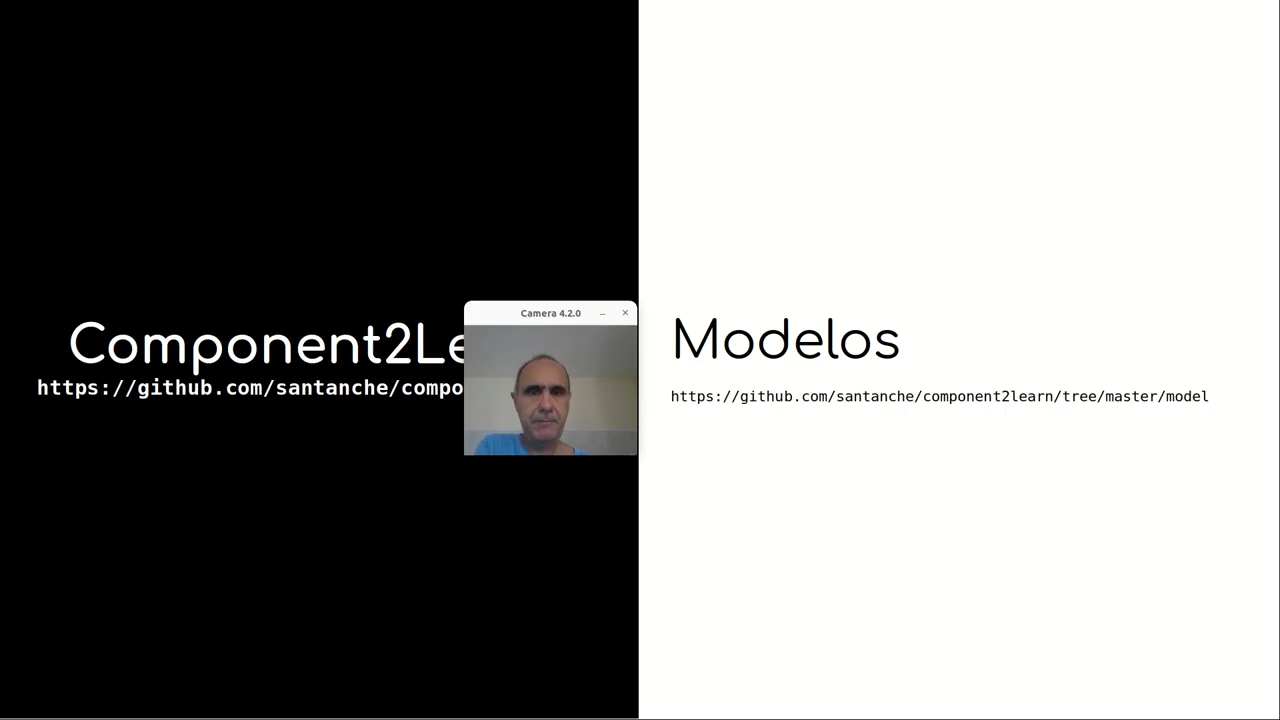 Component2Le
https://github.com/santanche/compo
Camera 4.2.0
Modelos
https://github.com/santanche/component2learn/tree/master/model